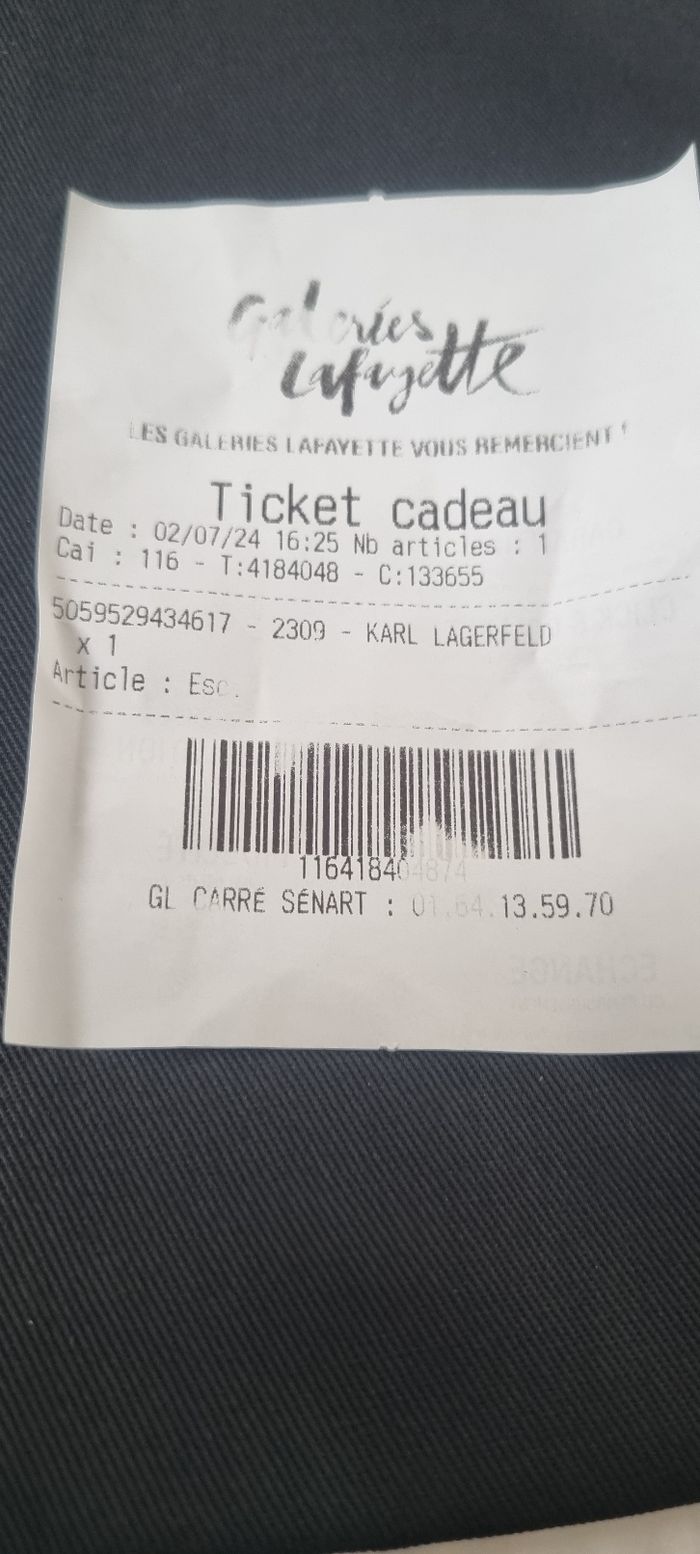 Galeries
Lafayette
LES GALERIES LAFAYETTE VOUS REMERCIENT !
Ticket cadeau
Date : 02/07/24 16:25 Nb articles : 1
Cai : 116 - T:4184048 - C:133655
5059529434617 - 2309 - KARL LAGERFELD
x 1
Article : Esc.
GL CARRÉ SÉNART : 01.64.13.59.70
ECHANGE